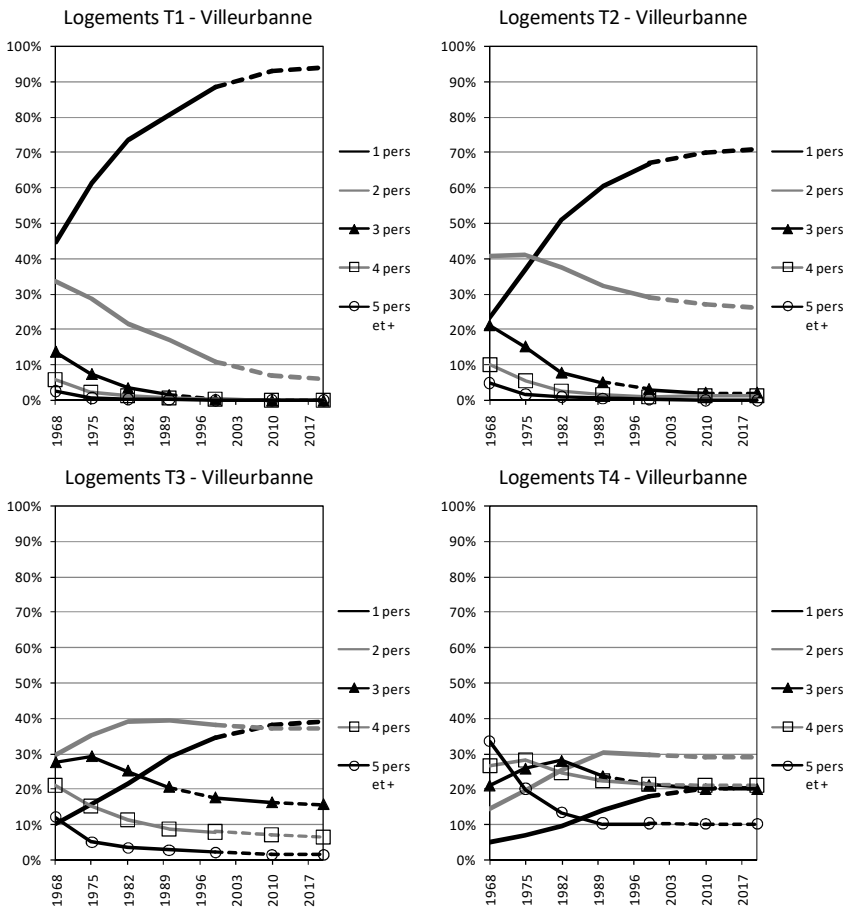 Logements T1 - Villeurbanne
100%
90%
80%
70%
60%
50%
40%
30%
20%
10%
0%
1968
1975
1982
1989
1996
2003
2010
2017
1 pers
2 pers
3 pers
4 pers
5 pers
et +
Logements T2 - Villeurbanne
100%
90%
80%
70%
60%
50%
40%
30%
20%
10%
0%
1968
1975
1982
1989
1996
2003
2010
2017
1 pers
2 pers
3 pers
4 pers
5 pers
et +
Logements T3 - Villeurbanne
100%
90%
80%
70%
60%
50%
40%
30%
20%
10%
0%
1968
1975
1982
1989
1996
2003
2010
2017
1 pers
2 pers
3 pers
4 pers
5 pers
et +
Logements T4 - Villeurbanne
100%
90%
80%
70%
60%
50%
40%
30%
20%
10%
0%
1968
1975
1982
1989
1996
2003
2010
2017
1 pers
2 pers
3 pers
4 pers
5 pers
et +